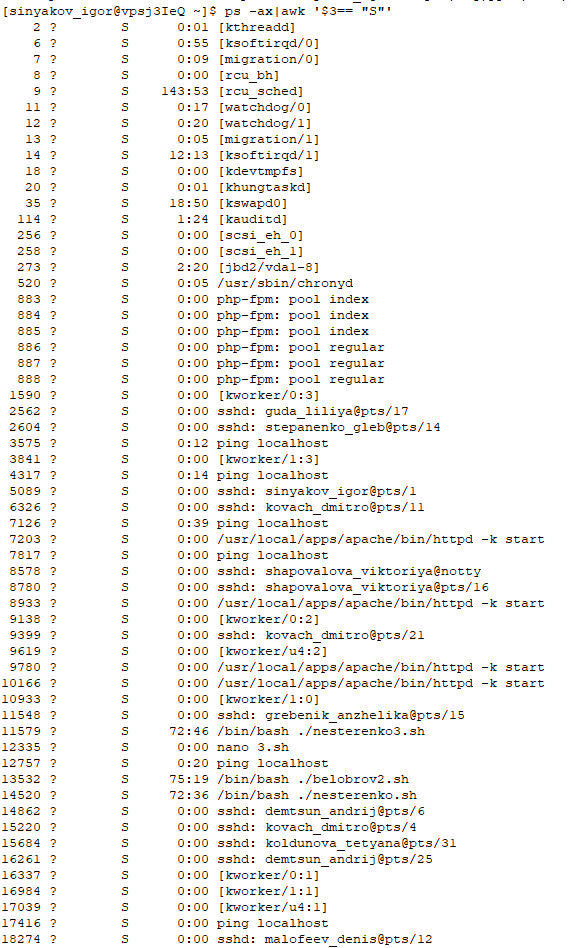 [sinyakov_igor@vpsj3IeQ ~]$ ps -ax|awk '$3== "S"'
2 ? S 0:01 [kthreadd]
6 ? S 0:55 [ksoftirqd/0]
7 ? S 0:09 [migration/0]
8 ? S 0:00 [rcu_bh]
9 ? S 143:53 [rcu_sched]
11 ? S 0:17 [watchdog/0]
12 ? S 0:20 [watchdog/1]
13 ? S 0:05 [migration/1]
14 ? S 12:13 [ksoftirqd/1]
18 ? S 0:00 [kdevtmpfs]
20 ? S 0:01 [khungtaskd]
35 ? S 18:50 [kswapd0]
114 ? S 1:24 [kauditd]
256 ? S 0:00 [scsi_eh_0]
258 ? S 0:00 [scsi_eh_1]
273 ? S 2:20 [jbd2/vda1-8]
520 ? S 0:05 /usr/sbin/chronyd
883 ? S 0:00 php-fpm: pool index
884 ? S 0:00 php-fpm: pool index
885 ? S 0:00 php-fpm: pool index
886 ? S 0:00 php-fpm: pool regular
887 ? S 0:00 php-fpm: pool regular
888 ? S 0:00 php-fpm: pool regular
1590 ? S 0:00 [kworker/0:3]
2562 ? S 0:00 sshd: guda_liliya@pts/17
2604 ? S 0:00 sshd: stepanenko_gleb@pts/14
3575 ? S 0:12 ping localhost
3841 ? S 0:00 [kworker/1:3]
4317 ? S 0:14 ping localhost
5089 ? S 0:00 sshd: sinyakov_igor@pts/1
6326 ? S 0:00 sshd: kovach_dmitro@pts/11
7126 ? S 0:39 ping localhost
7203 ? S 0:00 /usr/local/apps/apache/bin/httpd -k start
7817 ? S 0:00 ping localhost
8578 ? S 0:00 sshd: shapovalova_viktoriya@notty
8780 ? S 0:00 sshd: shapovalova_viktoriya@pts/16
8933 ? S 0:00 /usr/local/apps/apache/bin/httpd -k start
9138 ? S 0:00 [kworker/0:2]
9399 ? S 0:00 sshd: kovach_dmitro@pts/21
9619 ? S 0:00 [kworker/u4:2]
9780 ? S 0:00 /usr/local/apps/apache/bin/httpd -k start
10166 ? S 0:00 /usr/local/apps/apache/bin/httpd -k start
10933 ? S 0:00 [kworker/1:0]
11548 ? S 0:00 sshd: grebenik_anzhelika@pts/15
11579 ? S 72:46 /bin/bash ./nesterenko3.sh
12335 ? S 0:00 nano 3.sh
12757 ? S 0:20 ping localhost
13532 ? S 75:19 /bin/bash ./belobrov2.sh
14520 ? S 72:36 /bin/bash ./nesterenko.sh
14862 ? S 0:00 sshd: demtsun_andrij@pts/6
15220 ? S 0:00 sshd: kovach_dmitro@pts/4
15684 ? S 0:00 sshd: koldunova_tetyana@pts/31
16261 ? S 0:00 sshd: demtsun_andrij@pts/25
16337 ? S 0:00 [kworker/0:1]
16984 ? S 0:00 [kworker/1:1]
17039 ? S 0:00 [kworker/u4:1]
17416 ? S 0:00 ping localhost
18274 ? S 0:00 sshd: malofeev_denis@pts/12